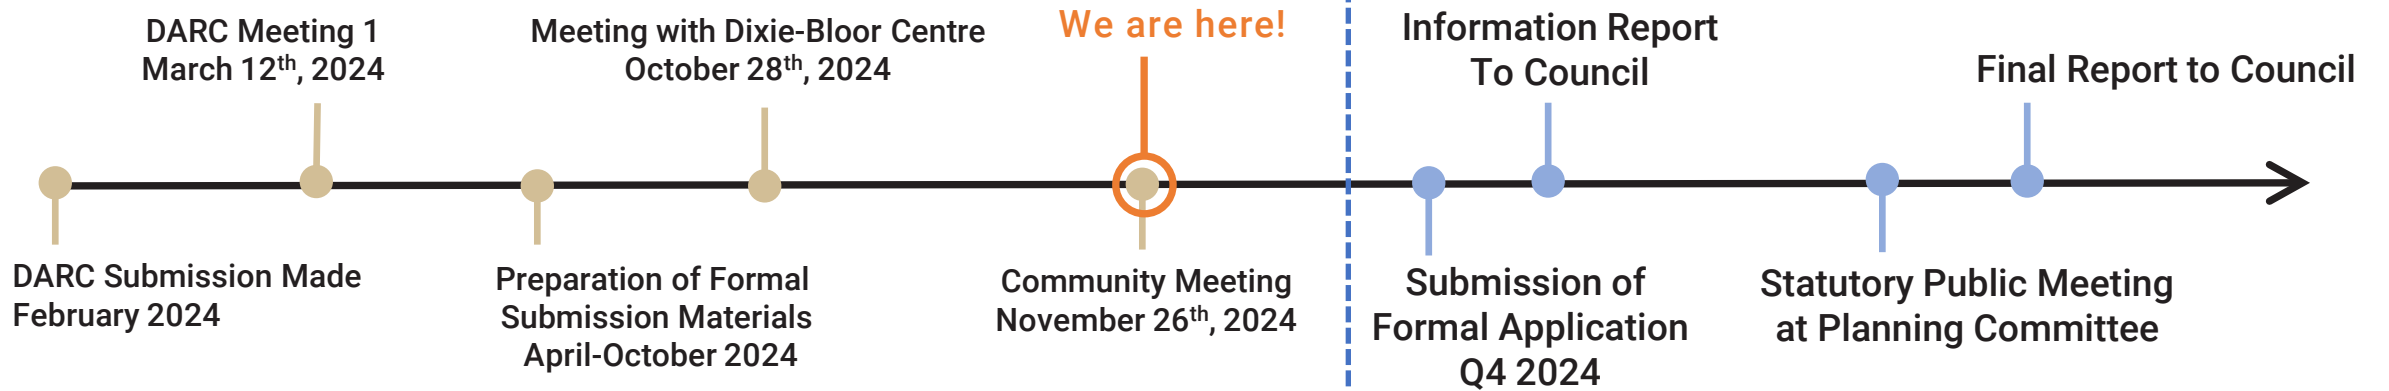 DARC Meeting 1
March 12th, 2024
Meeting with Dixie-Bloor Centre
October 28th, 2024
We are here!
Information Report
To Council
Final Report to Council
DARC Submission Made
February 2024
Preparation of Formal
Submission Materials
April-October 2024
Community Meeting
November 26th, 2024
Submission of
Formal Application
Q4 2024
Statutory Public Meeting
at Planning Committee